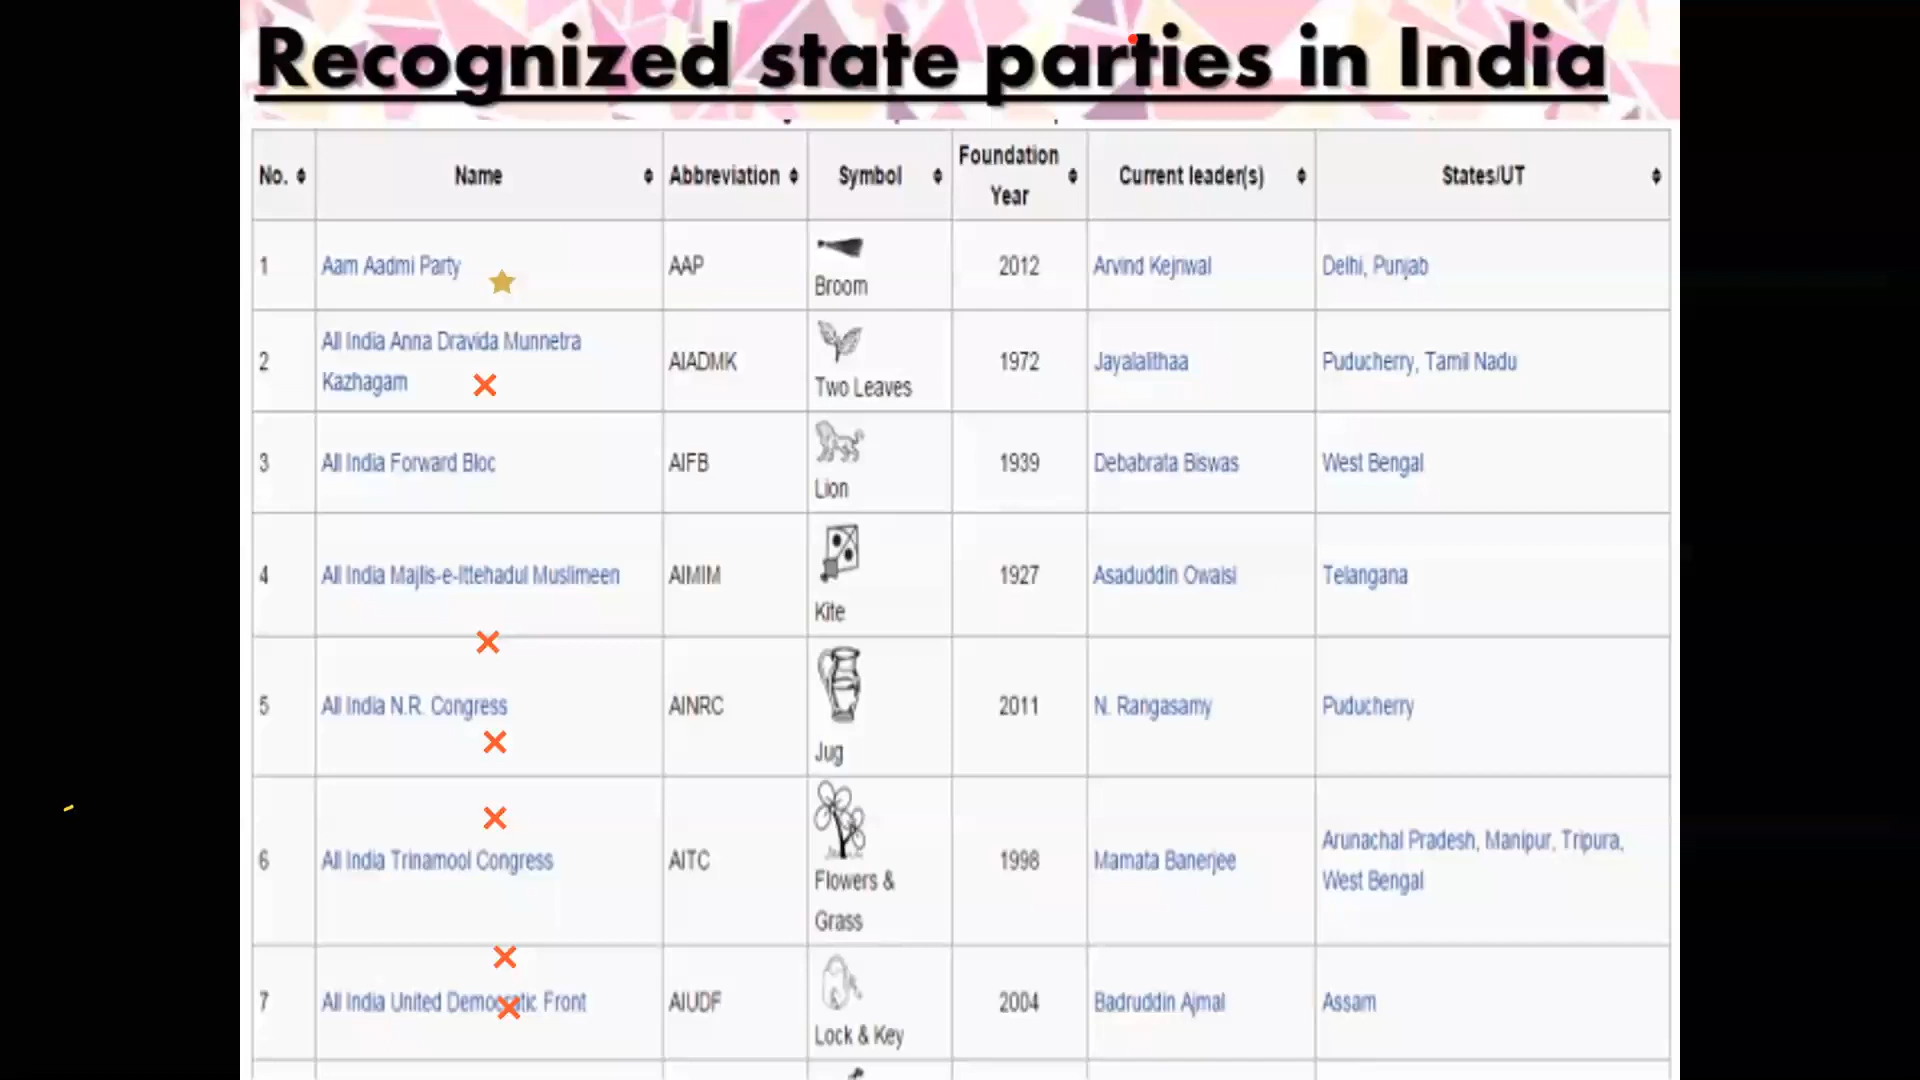 Recognized state parties in India
No. Name Abbreviation Symbol Foundation Year Current leader(s) States/UT
1 Aam Aadmi Party AAP Broom 2012 Arvind Kejriwal Delhi, Punjab
2 All India Anna Dravida Munnetra Kazhagam AIADMK Two Leaves 1972 Jayalalithaa Puducherry, Tamil Nadu
3 All India Forward Bloc AIFB Lion 1939 Debabrata Biswas West Bengal
4 All India Majlis-e-Ittehadul Muslimeen AIMIM Kite 1927 Asaduddin Owaisi Telangana
5 All India N.R. Congress AINRC Jug 2011 N. Rangasamy Puducherry
6 All India Trinamool Congress AITC Flowers & Grass 1998 Mamata Banerjee Arunachal Pradesh, Manipur, Tripura, West Bengal
7 All India United Democratic Front AIUDF Lock & Key 2004 Badruddin Ajmal Assam